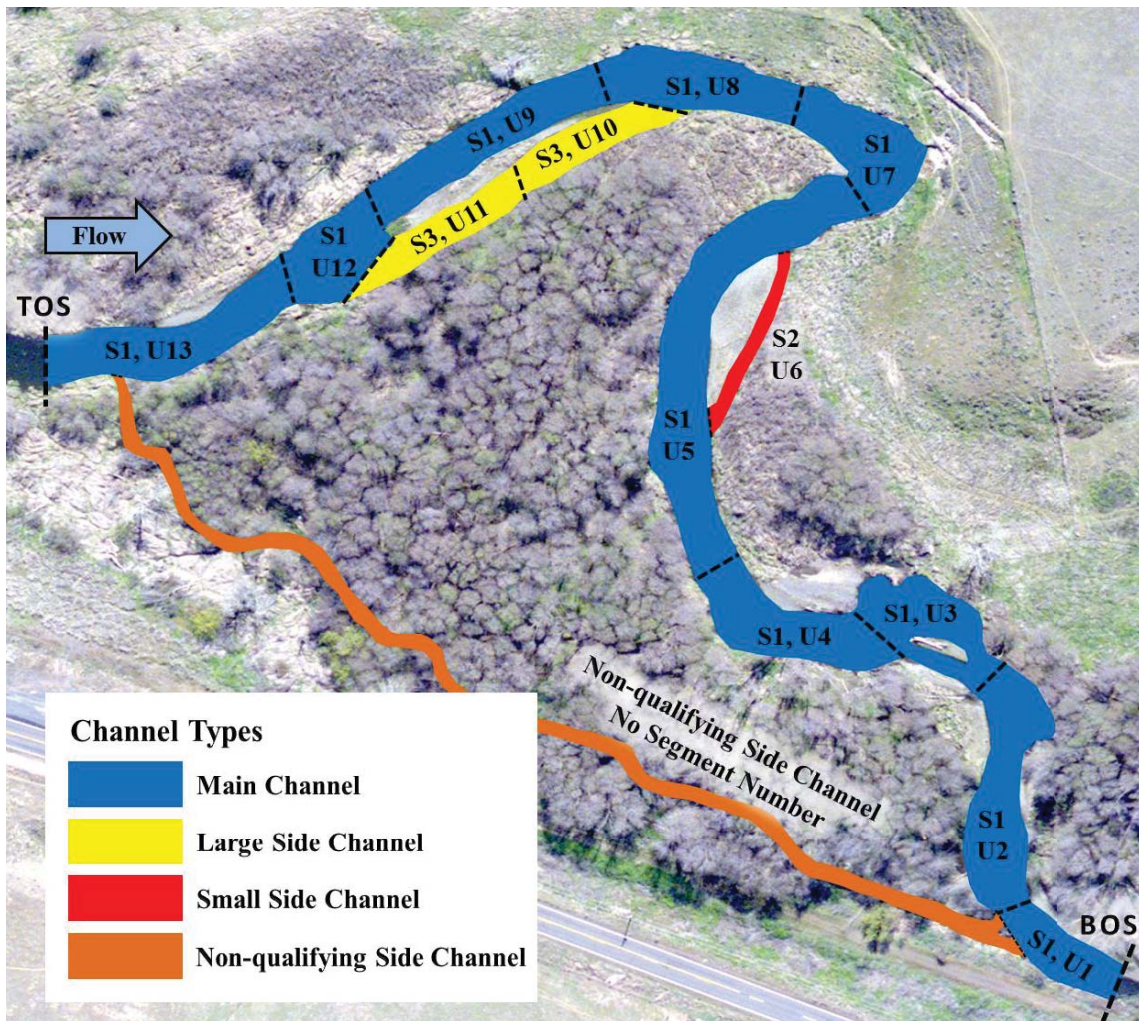 S1, U8
S1, U9
S3, U10
S1
U7
S3, U11
Flow
S1
U12
TOS
S1, U13
S2
U6
S1
U5
S1, U3
S1, U4
Non-qualifying Side Channel
No Segment Number
Channel Types
Main Channel
Large Side Channel
Small Side Channel
Non-qualifying Side Channel
S1
U2
BOS
S1, U1